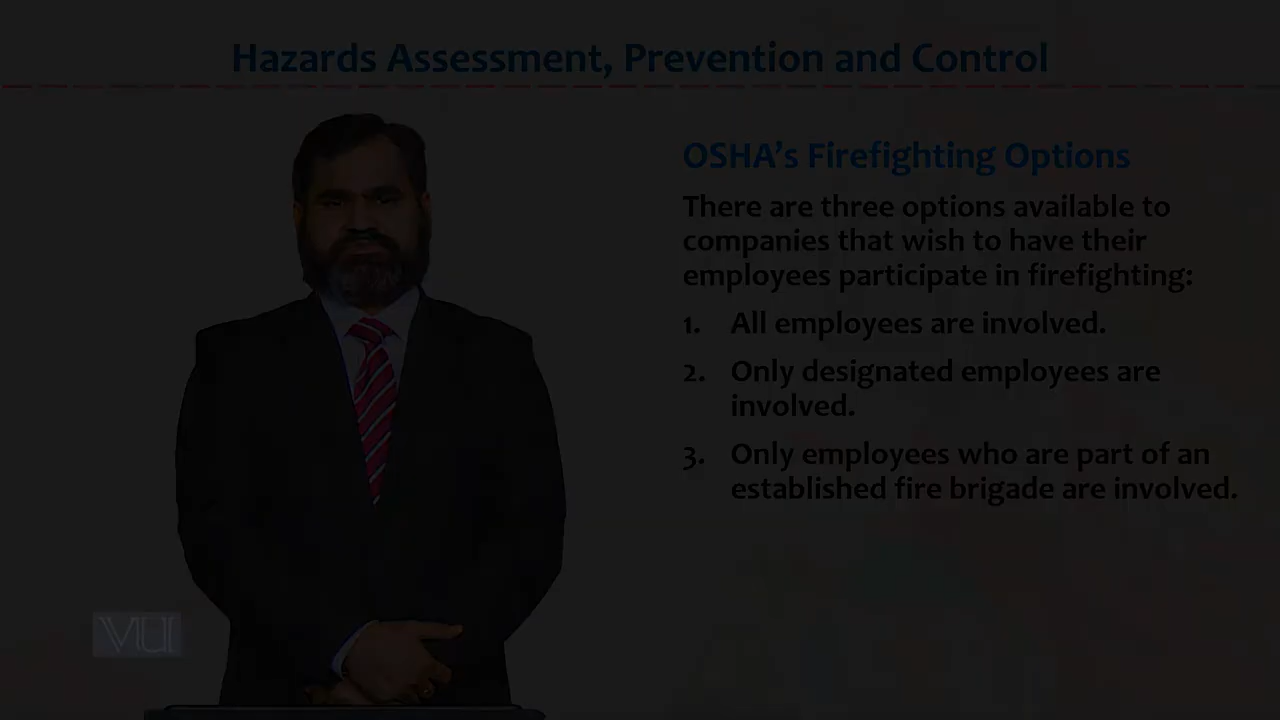 Hazards Assessment, Prevention and Control
OSHA's Firefighting Options
There are three options available to
companies that wish to have their
employees participate in firefighting:
1. All employees are involved.
2. Only designated employees are
involved.
3. Only employees who are part of an
established fire brigade are involved.
VU